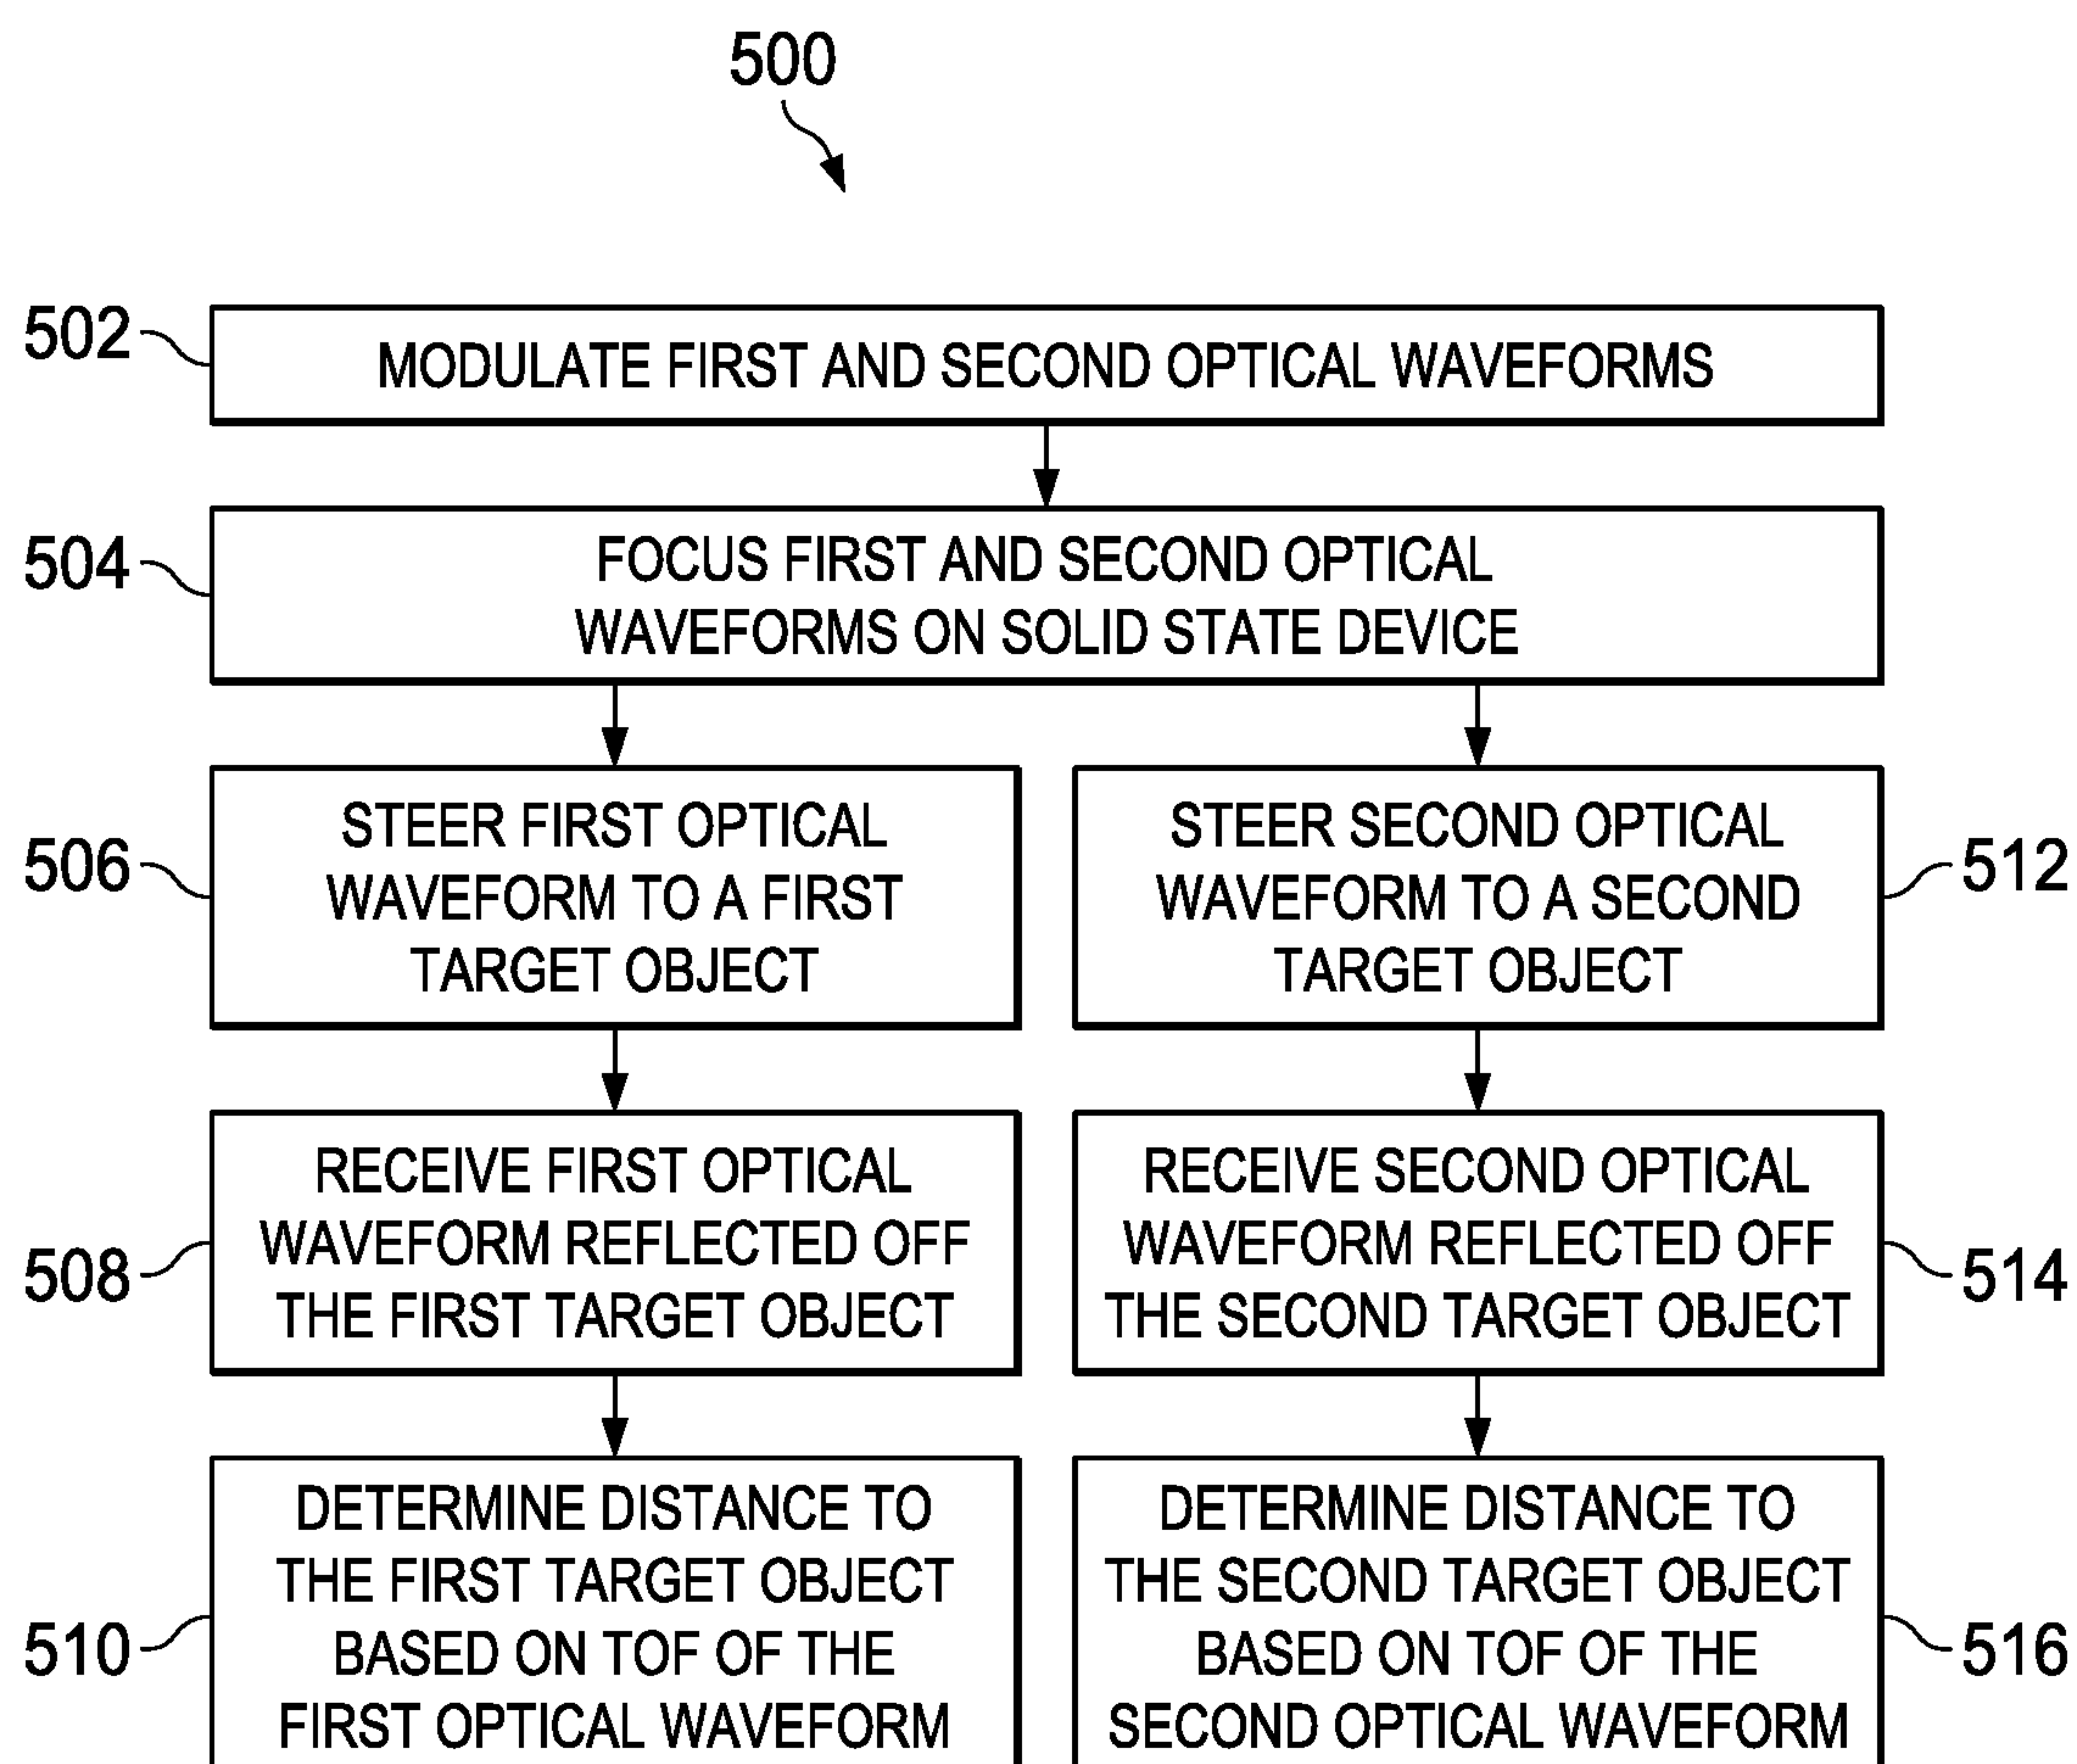 500
502
MODULATE FIRST AND SECOND OPTICAL WAVEFORMS
504
FOCUS FIRST AND SECOND OPTICAL
WAVEFORMS ON SOLID STATE DEVICE
506
STEER FIRST OPTICAL
WAVEFORM TO A FIRST
TARGET OBJECT
STEER SECOND OPTICAL
WAVEFORM TO A SECOND
TARGET OBJECT
512
508
RECEIVE FIRST OPTICAL
WAVEFORM REFLECTED OFF
THE FIRST TARGET OBJECT
RECEIVE SECOND OPTICAL
WAVEFORM REFLECTED OFF
THE SECOND TARGET OBJECT
514
510
DETERMINE DISTANCE TO
THE FIRST TARGET OBJECT
BASED ON TOF OF THE
FIRST OPTICAL WAVEFORM
DETERMINE DISTANCE TO
THE SECOND TARGET OBJECT
BASED ON TOF OF THE
SECOND OPTICAL WAVEFORM
516